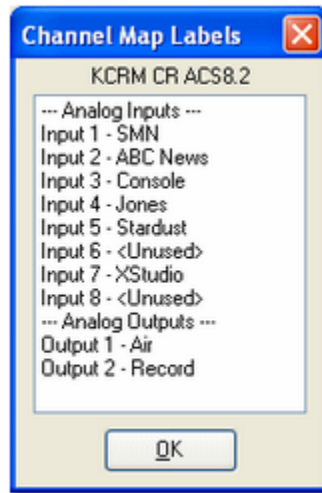 Channel Map Labels
KCRM CR ACS8.2
--- Analog Inputs ---
Input 1 - SMN
Input 2 - ABC News
Input 3 - Console
Input 4 - Jones
Input 5 - Stardust
Input 6 - <Unused>
Input 7 - XStudio
Input 8 - <Unused>
--- Analog Outputs ---
Output 1 - Air
Output 2 - Record
OK